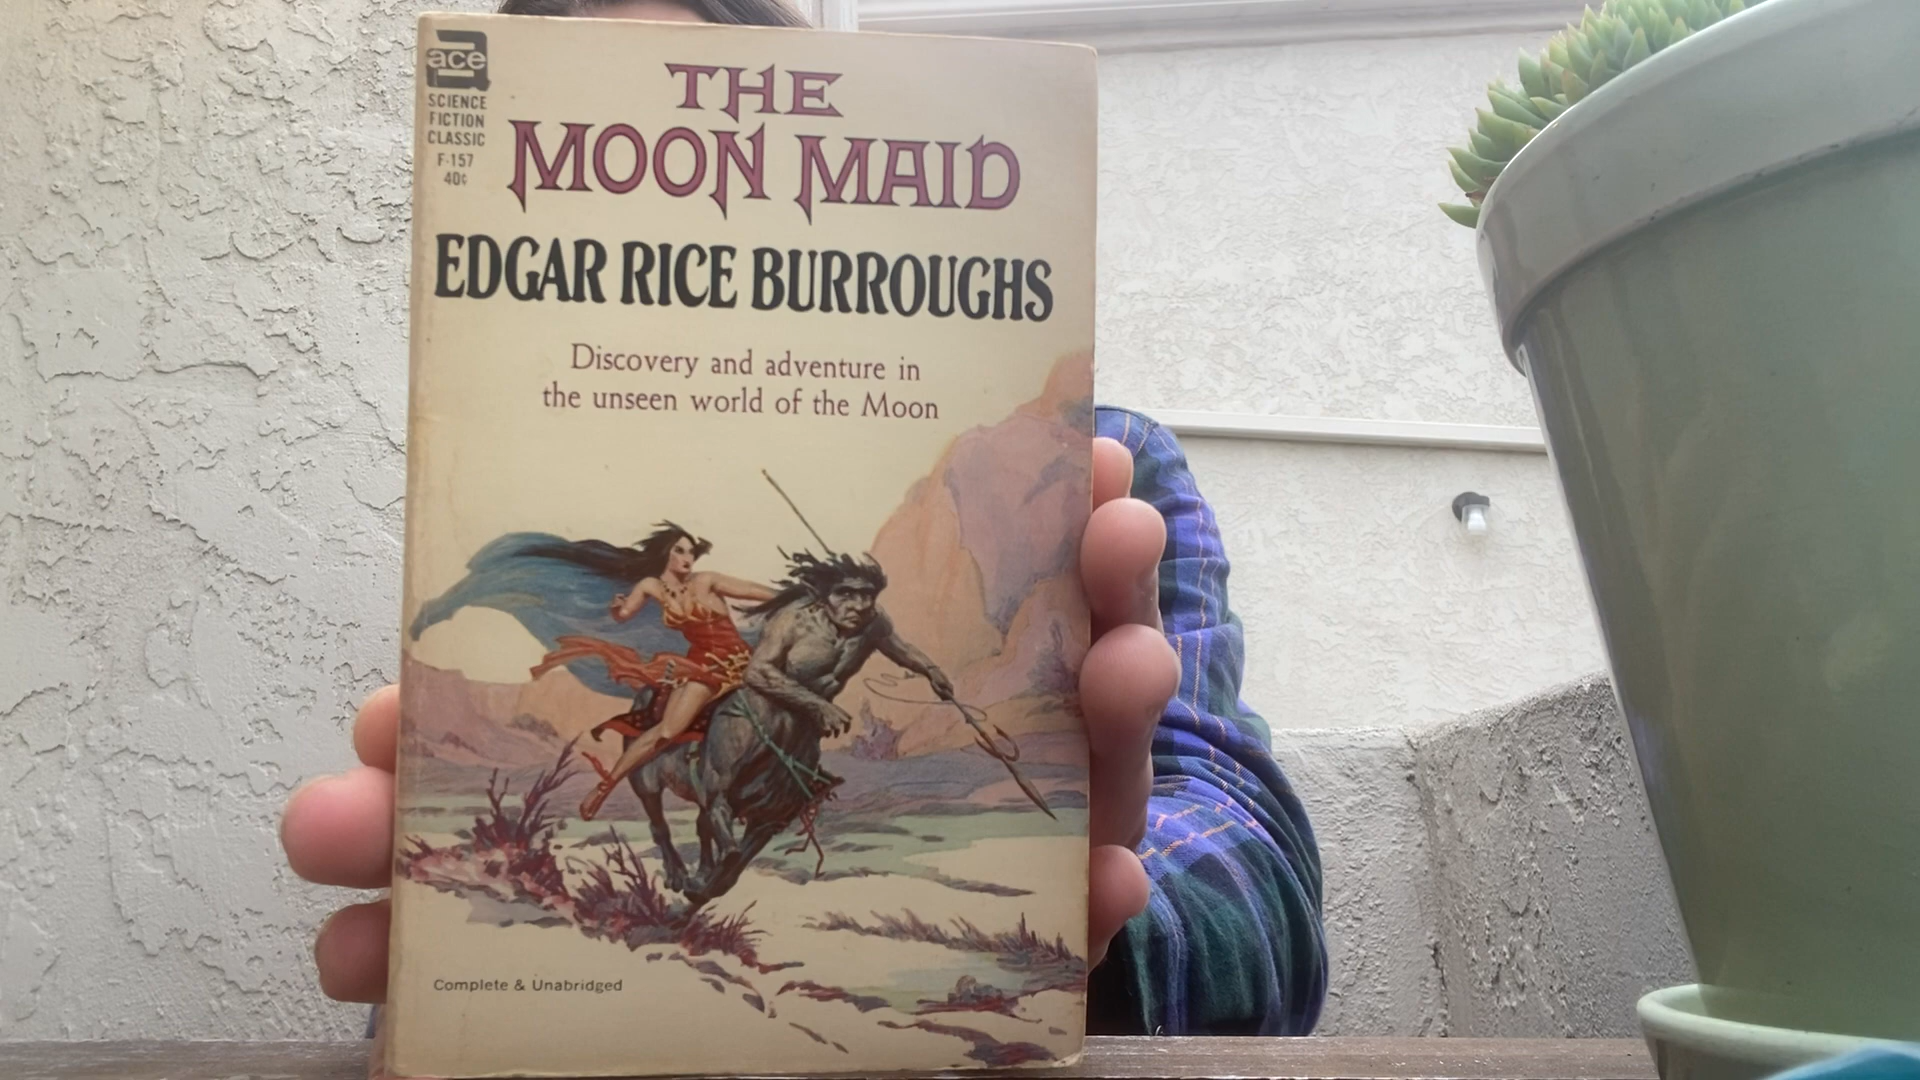 ace
SCIENCE
FICTION
CLASSIC
F-157
40¢
THE
MOON MAID
EDGAR RICE BURROUGHS
Discovery and adventure in
the unseen world of the Moon
Complete & Unabridged